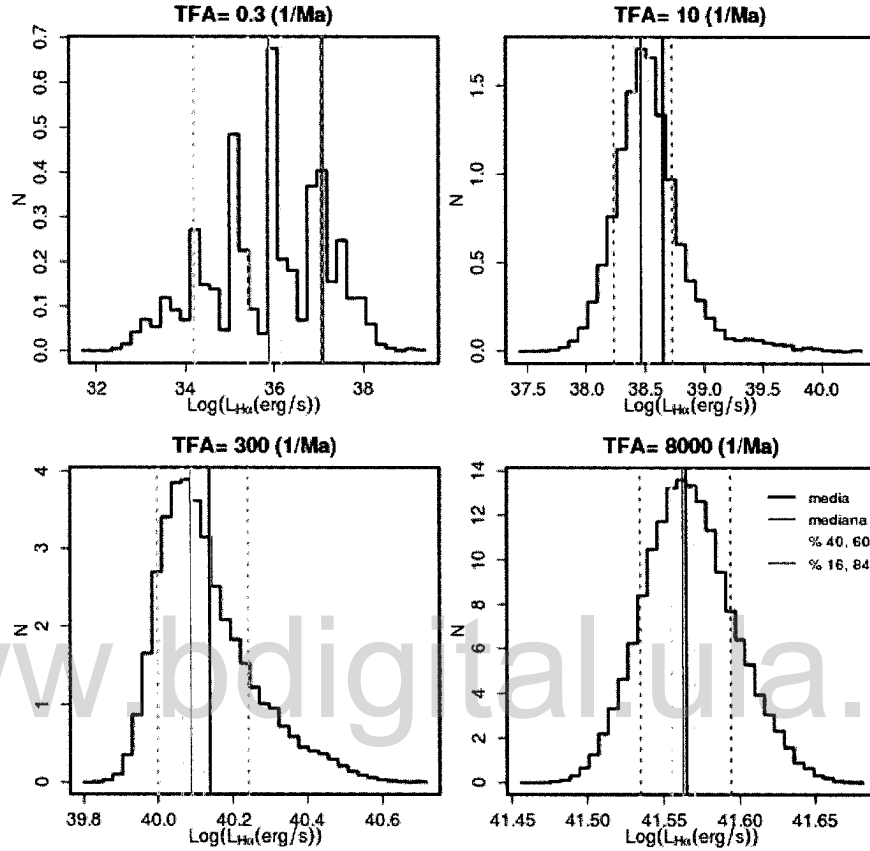 TFA= 0.3 (1/Ma)
N
0.0 0.1 0.2 0.3 0.4 0.5 0.6 0.7
32 34 36 38
Log(LHα(erg/s))
TFA= 10 (1/Ma)
N
0.0 0.5 1.0 1.5
37.5 38.0 38.5 39.0 39.5 40.0
Log(LHα(erg/s))
TFA= 300 (1/Ma)
N
0 1 2 3 4
39.8 40.0 40.2 40.4 40.6
Log(LHα(erg/s))
TFA= 8000 (1/Ma)
N
0 2 4 6 8 10 12 14
41.45 41.50 41.55 41.60 41.65
Log(LHα(erg/s))
media
mediana
% 40, 60
% 16, 84
w.bdigital.ula.